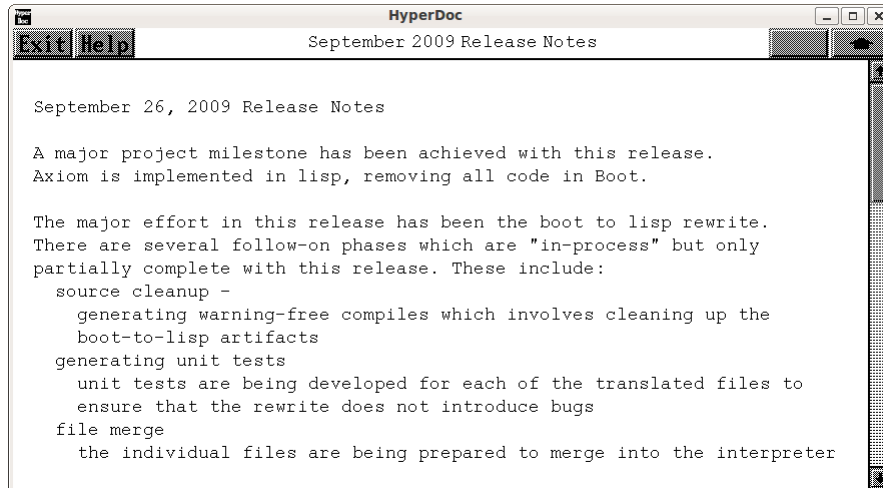 Hyper Doc
HyperDoc
Exit Help
September 2009 Release Notes
September 26, 2009 Release Notes
A major project milestone has been achieved with this release.
Axiom is implemented in lisp, removing all code in Boot.
The major effort in this release has been the boot to lisp rewrite.
There are several follow-on phases which are "in-process" but only
partially complete with this release. These include:
source cleanup -
generating warning-free compiles which involves cleaning up the
boot-to-lisp artifacts
generating unit tests
unit tests are being developed for each of the translated files to
ensure that the rewrite does not introduce bugs
file merge
the individual files are being prepared to merge into the interpreter